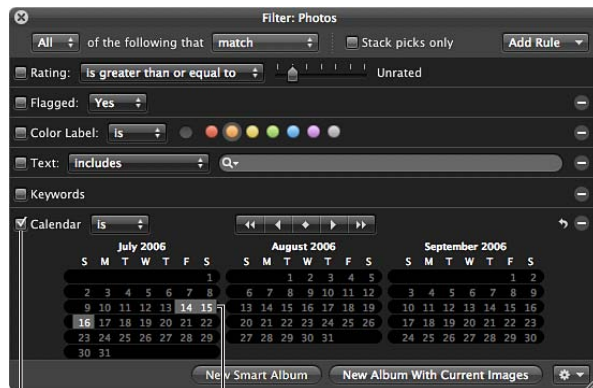 Filter: Photos
All of the following that match Stack picks only Add Rule
Rating: is greater than or equal to Unrated
Flagged: Yes
Color Label: is
Text: includes
Keywords
Calendar is
July 2006 August 2006 September 2006
S M T W T F S S M T W T F S S M T W T F S
1 1 2 3 4 5 1 2
2 3 4 5 6 7 8 6 7 8 9 10 11 12 3 4 5 6 7 8 9
9 10 11 12 13 14 15 13 14 15 16 17 18 19 10 11 12 13 14 15 16
16 17 18 19 20 21 22 20 21 22 23 24 25 26 17 18 19 20 21 22 23
23 24 25 26 27 28 29 27 28 29 30 31 24 25 26 27 28 29 30
30 31
New Smart Album New Album With Current Images